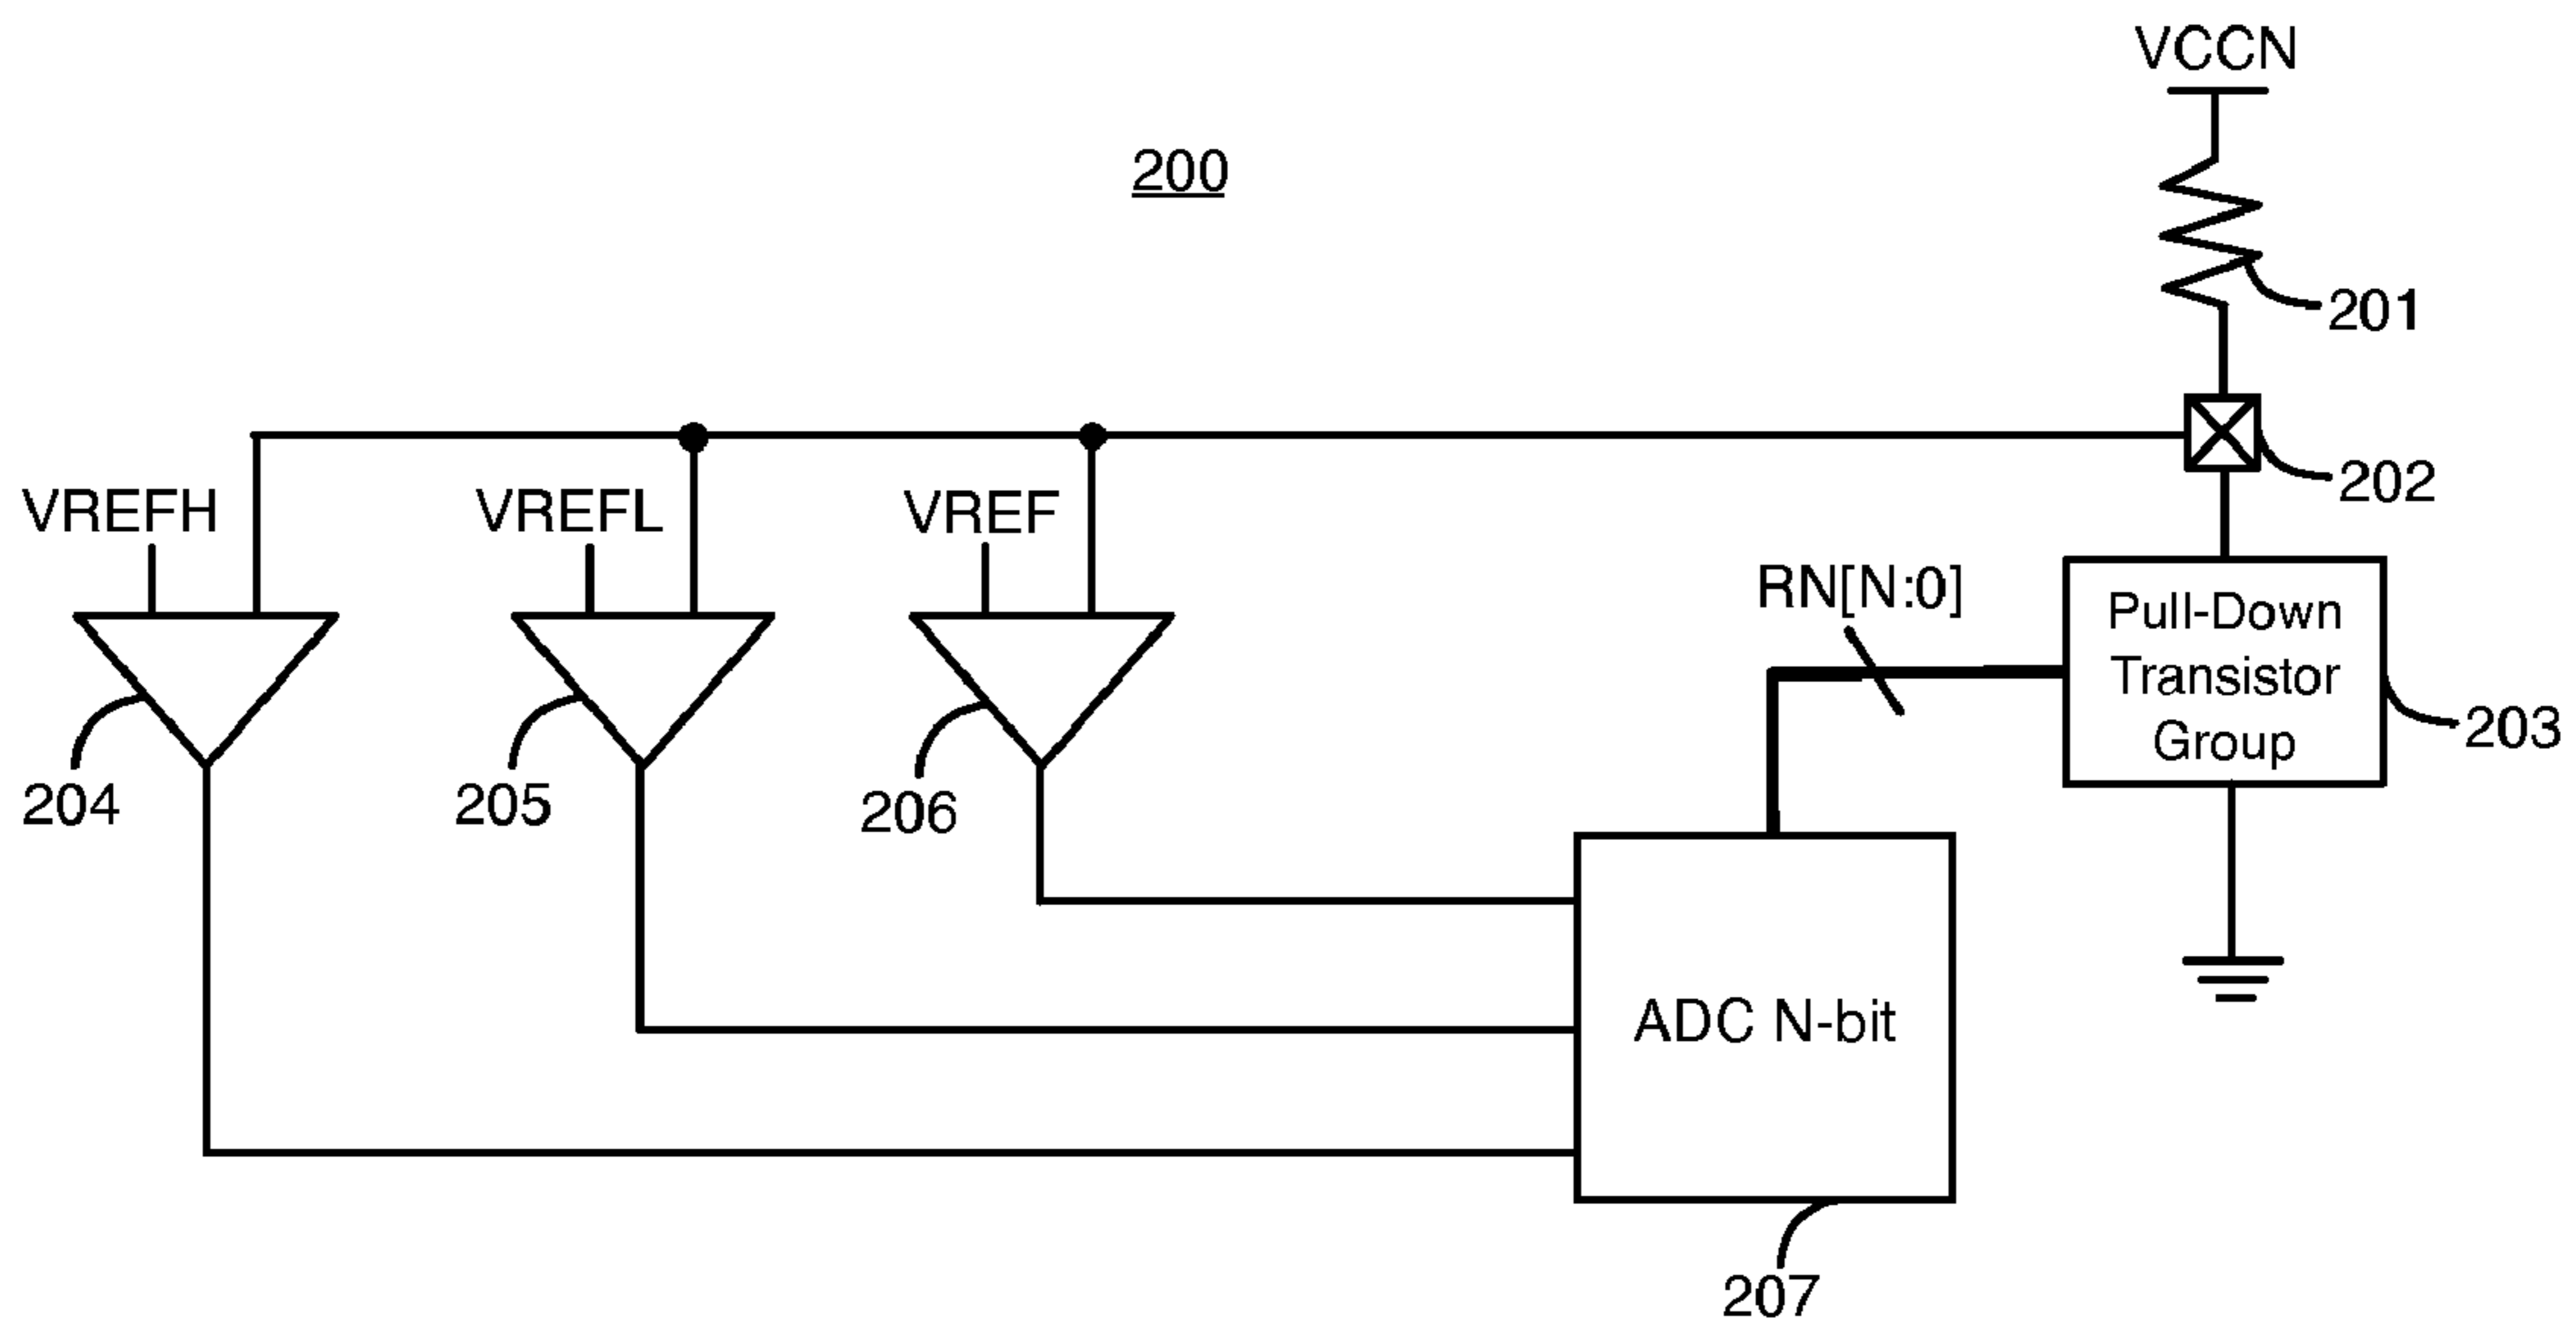 VCCN
200
201
202
VREFH
VREFL
VREF
RN[N:0]
Pull-Down
Transistor
Group
203
204
205
206
ADC N-bit
207